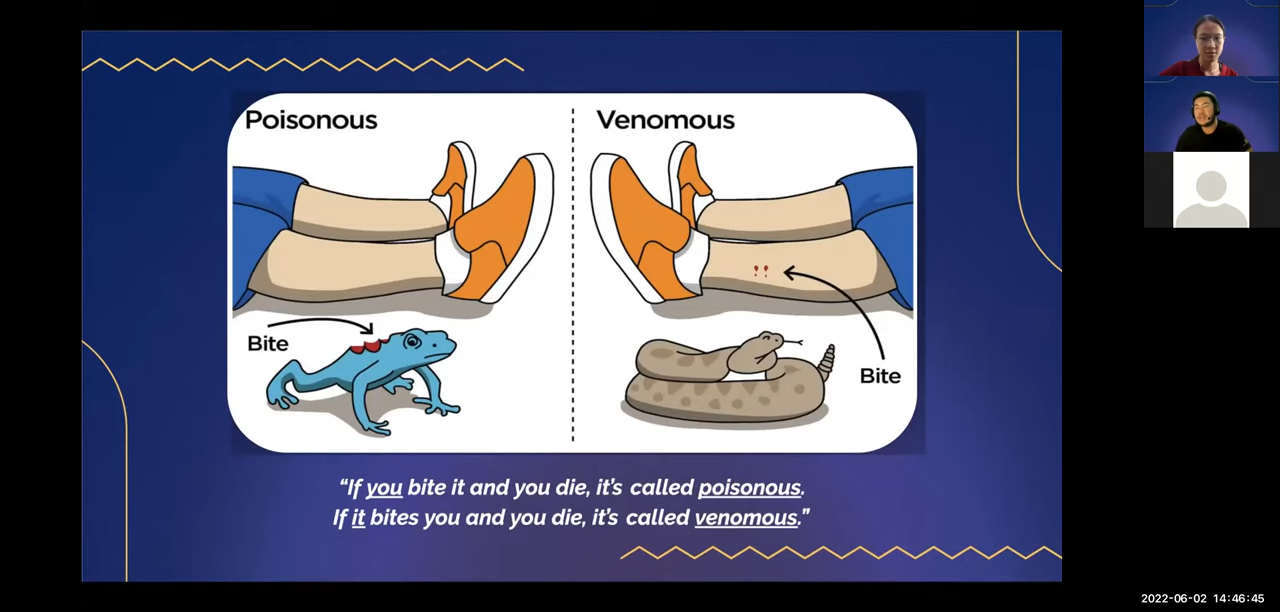 Poisonous
Venomous
Bite
Bite
“If you bite it and you die, it’s called poisonous.
If it bites you and you die, it’s called venomous.”
2022-06-02 14:46:45